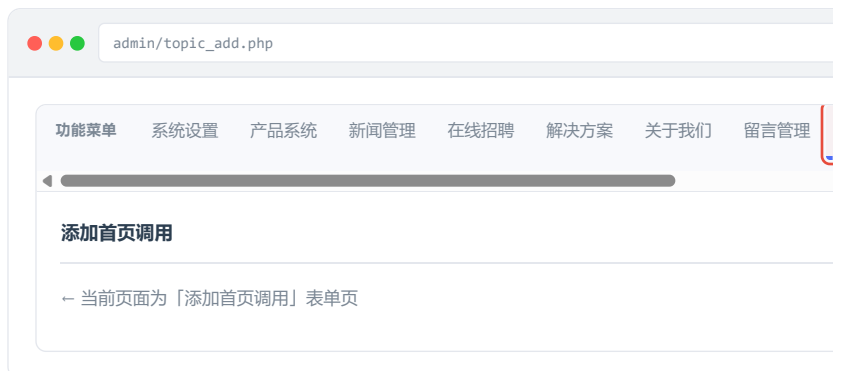 admin/topic_add.php
功能菜单 系统设置 产品系统 新闻管理 在线招聘 解决方案 关于我们 留言管理
添加首页调用
← 当前页面为「添加首页调用」表单页